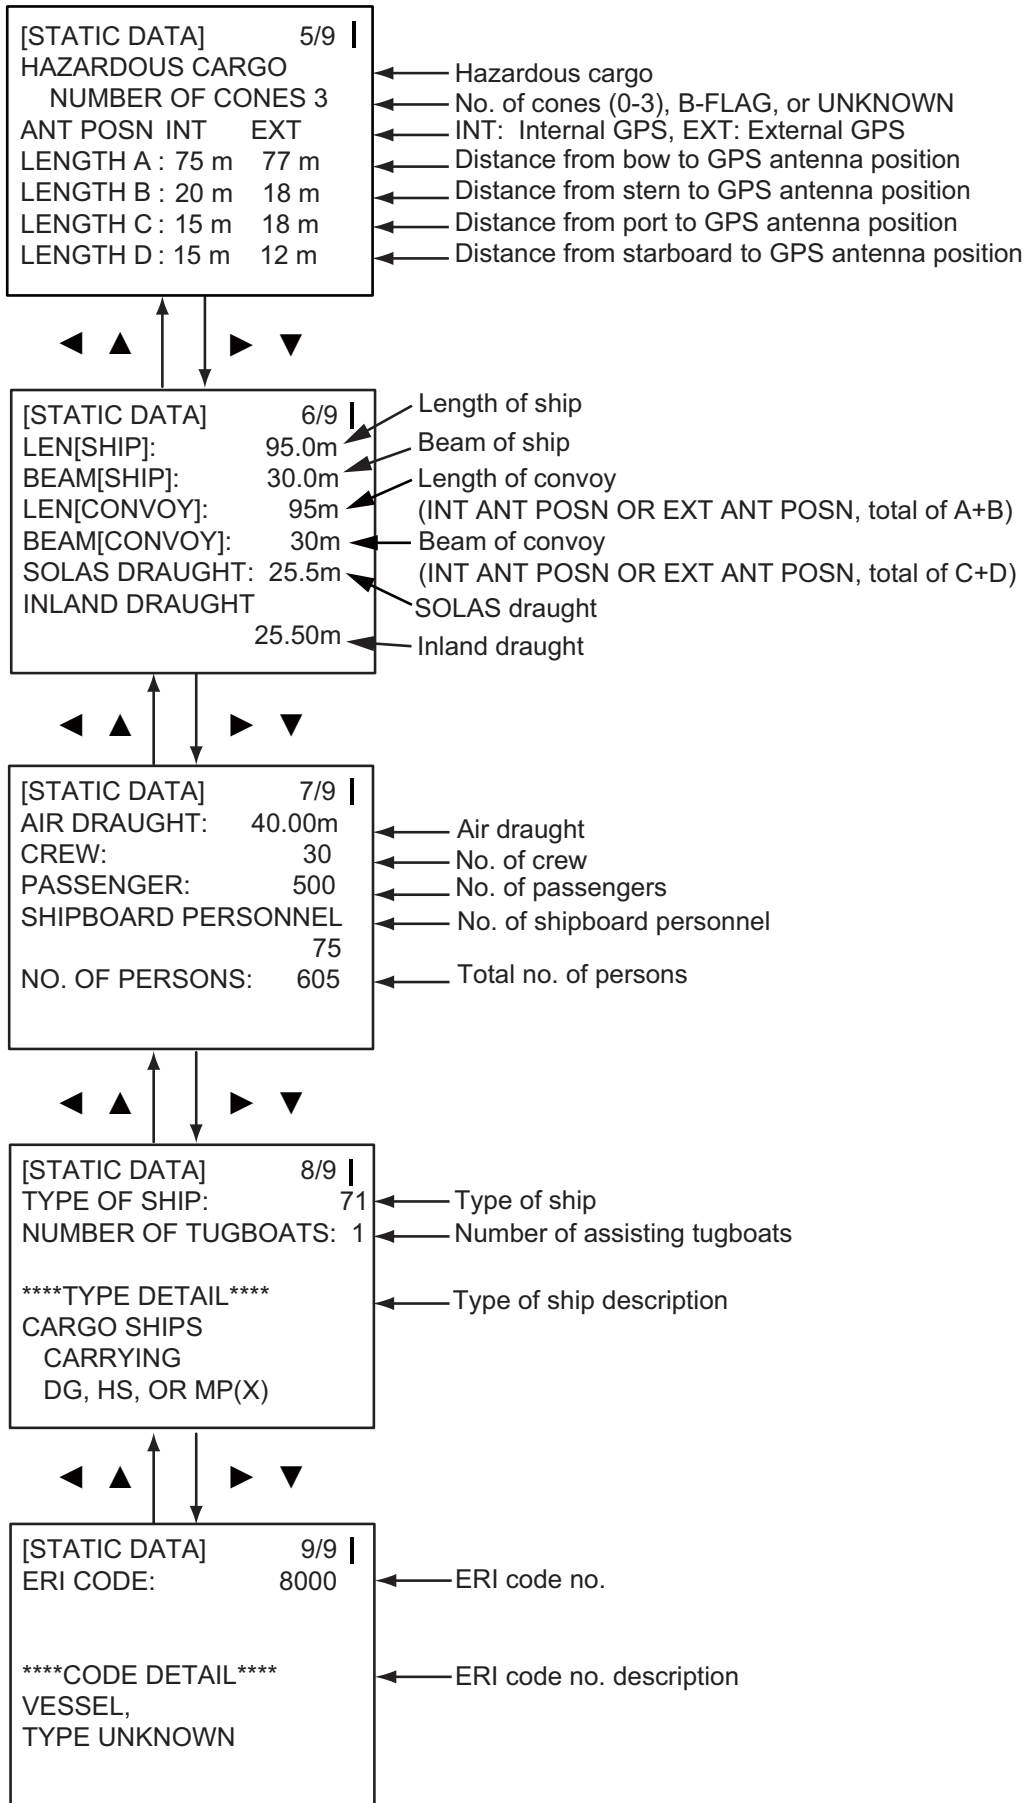 [STATIC DATA] 5/9
HAZARDOUS CARGO
NUMBER OF CONES 3
ANT POSN INT EXT
LENGTH A : 75 m 77 m
LENGTH B : 20 m 18 m
LENGTH C : 15 m 18 m
LENGTH D : 15 m 12 m
Hazardous cargo
No. of cones (0-3), B-FLAG, or UNKNOWN
INT: Internal GPS, EXT: External GPS
Distance from bow to GPS antenna position
Distance from stern to GPS antenna position
Distance from port to GPS antenna position
Distance from starboard to GPS antenna position
◄ ▲ ► ▼
[STATIC DATA] 6/9
LEN[SHIP]: 95.0m
BEAM[SHIP]: 30.0m
LEN[CONVOY]: 95m
BEAM[CONVOY]: 30m
SOLAS DRAUGHT: 25.5m
INLAND DRAUGHT
25.50m
Length of ship
Beam of ship
Length of convoy
(INT ANT POSN OR EXT ANT POSN, total of A+B)
Beam of convoy
(INT ANT POSN OR EXT ANT POSN, total of C+D)
SOLAS draught
Inland draught
◄ ▲ ► ▼
[STATIC DATA] 7/9
AIR DRAUGHT: 40.00m
CREW: 30
PASSENGER: 500
SHIPBOARD PERSONNEL
75
NO. OF PERSONS: 605
Air draught
No. of crew
No. of passengers
No. of shipboard personnel
Total no. of persons
◄ ▲ ► ▼
[STATIC DATA] 8/9
TYPE OF SHIP: 71
NUMBER OF TUGBOATS: 1
****TYPE DETAIL****
CARGO SHIPS
CARRYING
DG, HS, OR MP(X)
Type of ship
Number of assisting tugboats
Type of ship description
◄ ▲ ► ▼
[STATIC DATA] 9/9
ERI CODE: 8000
****CODE DETAIL****
VESSEL,
TYPE UNKNOWN
ERI code no.
ERI code no. description